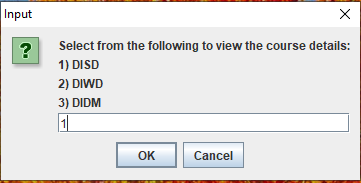 Input
Select from the following to view the course details:
1) DISD
2) DIWD
3) DIDM
1
OK Cancel